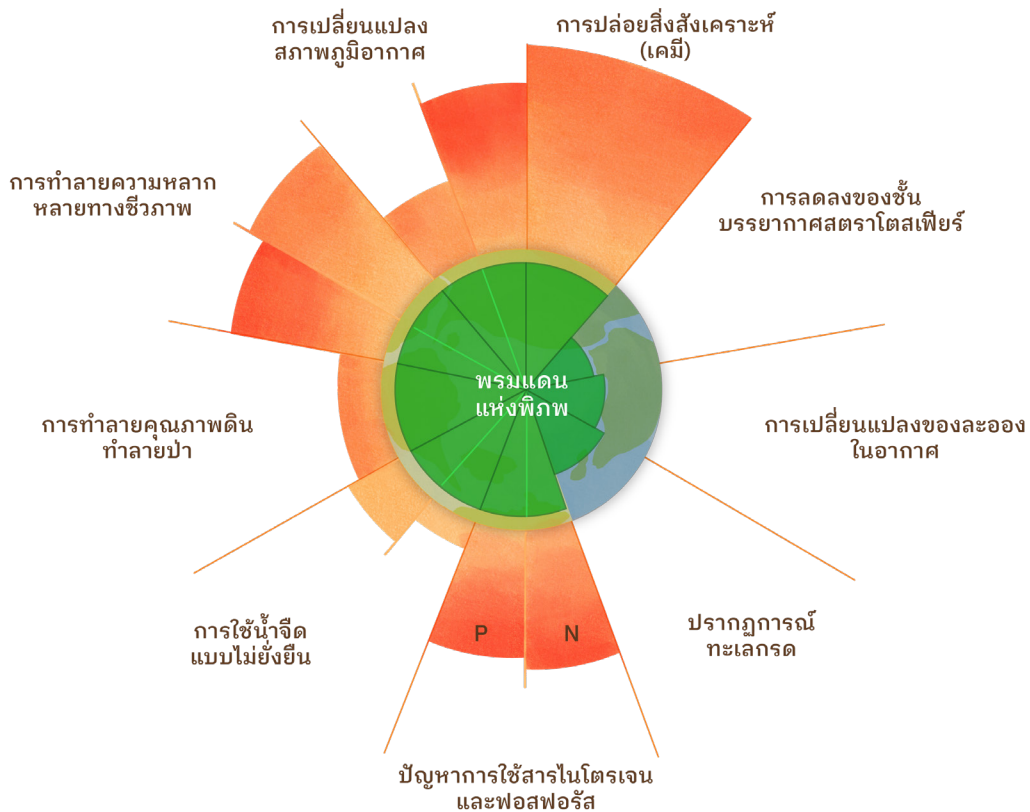 การเปลี่ยนแปลง
สภาพภูมิอากาศ
การปล่อยสิ่งสังเคราะห์
(เคมี)
การทำลายความหลาก
หลายทางชีวภาพ
การลดลงของชั้น
บรรยากาศสตราโตสเฟียร์
พรมแดน
แห่งพิภพ
การทำลายคุณภาพดิน
ทำลายป่า
การเปลี่ยนแปลงของละออง
ในอากาศ
การใช้น้ำจืด
แบบไม่ยั่งยืน
P
N
ปรากฏการณ์
ทะเลกรด
ปัญหาการใช้สารไนโตรเจน
และฟอสฟอรัส